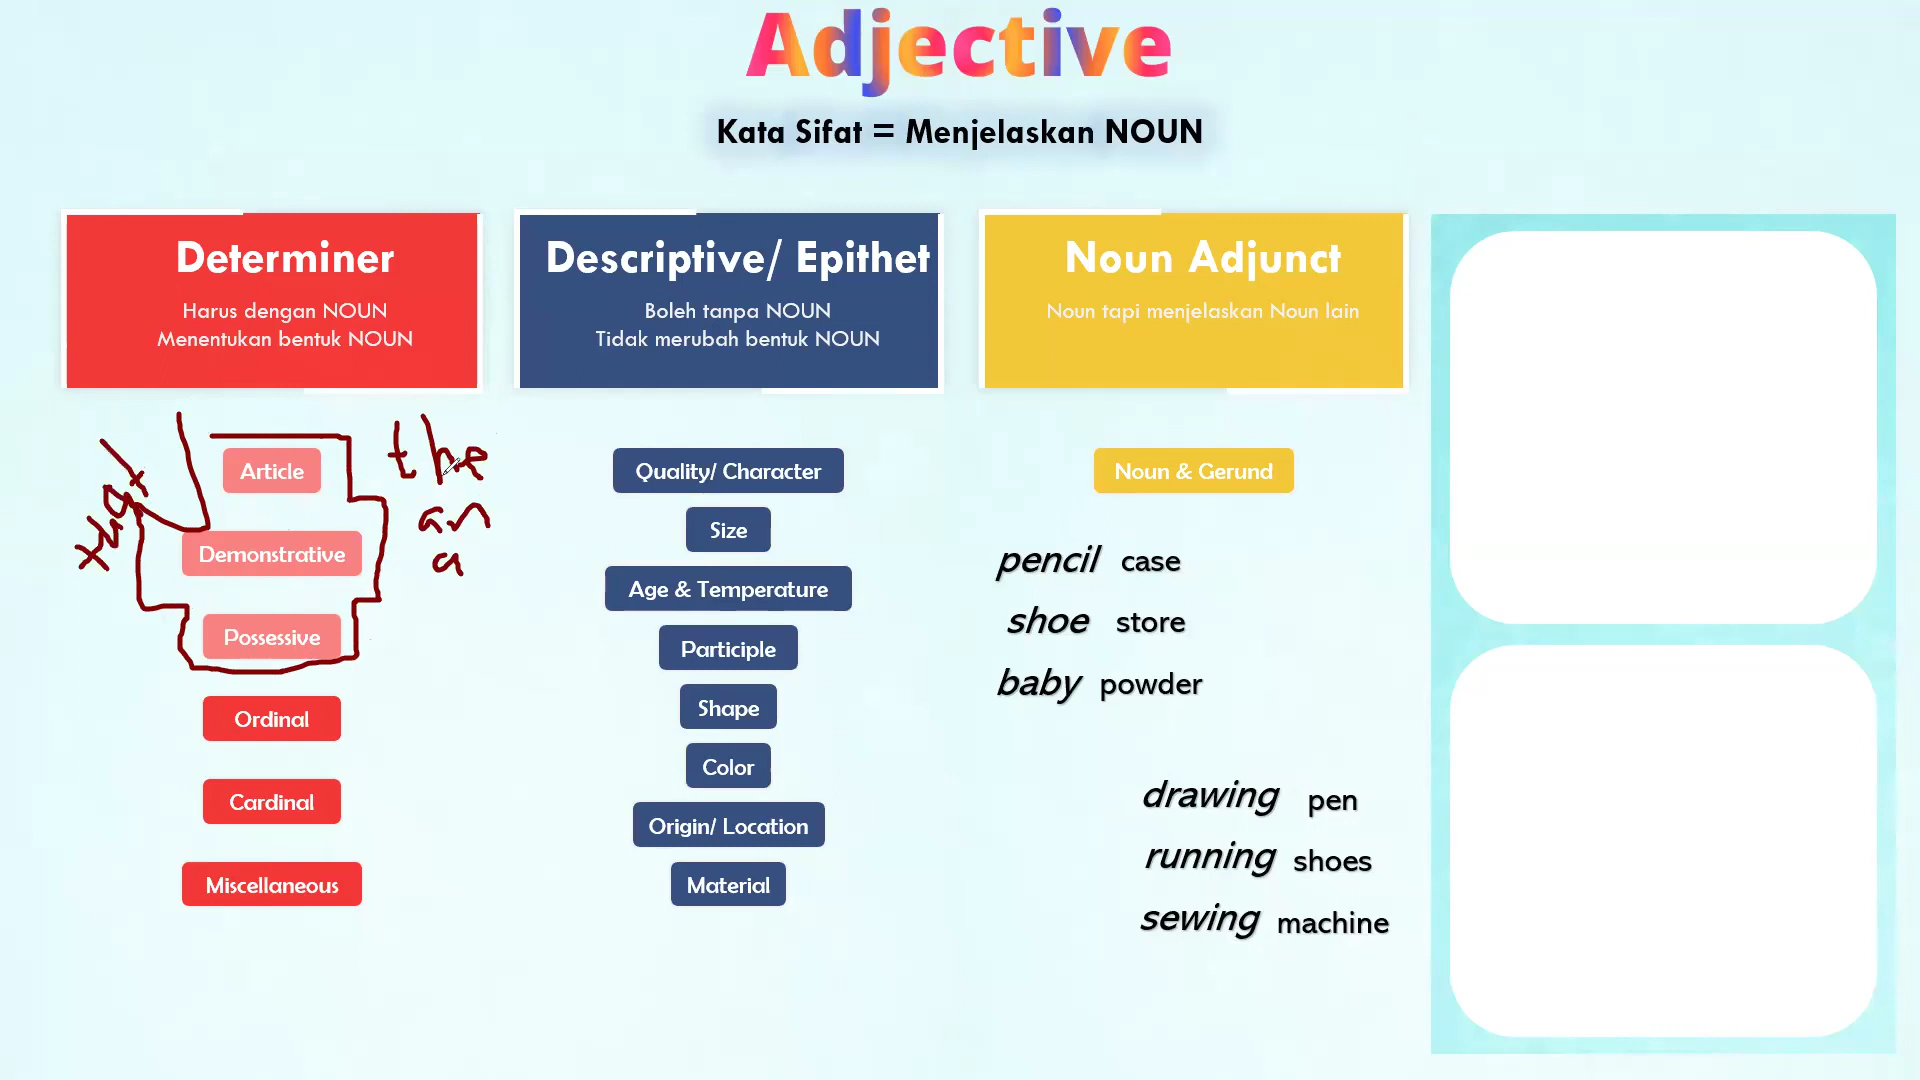 Adjective
Kata Sifat = Menjelaskan NOUN
Determiner
Harus dengan NOUN
Menentukan bentuk NOUN
Article
the
an
a
Demonstrative
Possessive
Ordinal
Cardinal
Miscellaneous
Descriptive/ Epithet
Boleh tanpa NOUN
Tidak merubah bentuk NOUN
Quality/ Character
Size
Age & Temperature
Participle
Shape
Color
Origin/ Location
Material
Noun Adjunct
Noun tapi menjelaskan Noun lain
Noun & Gerund
pencil case
shoe store
baby powder
drawing pen
running shoes
sewing machine